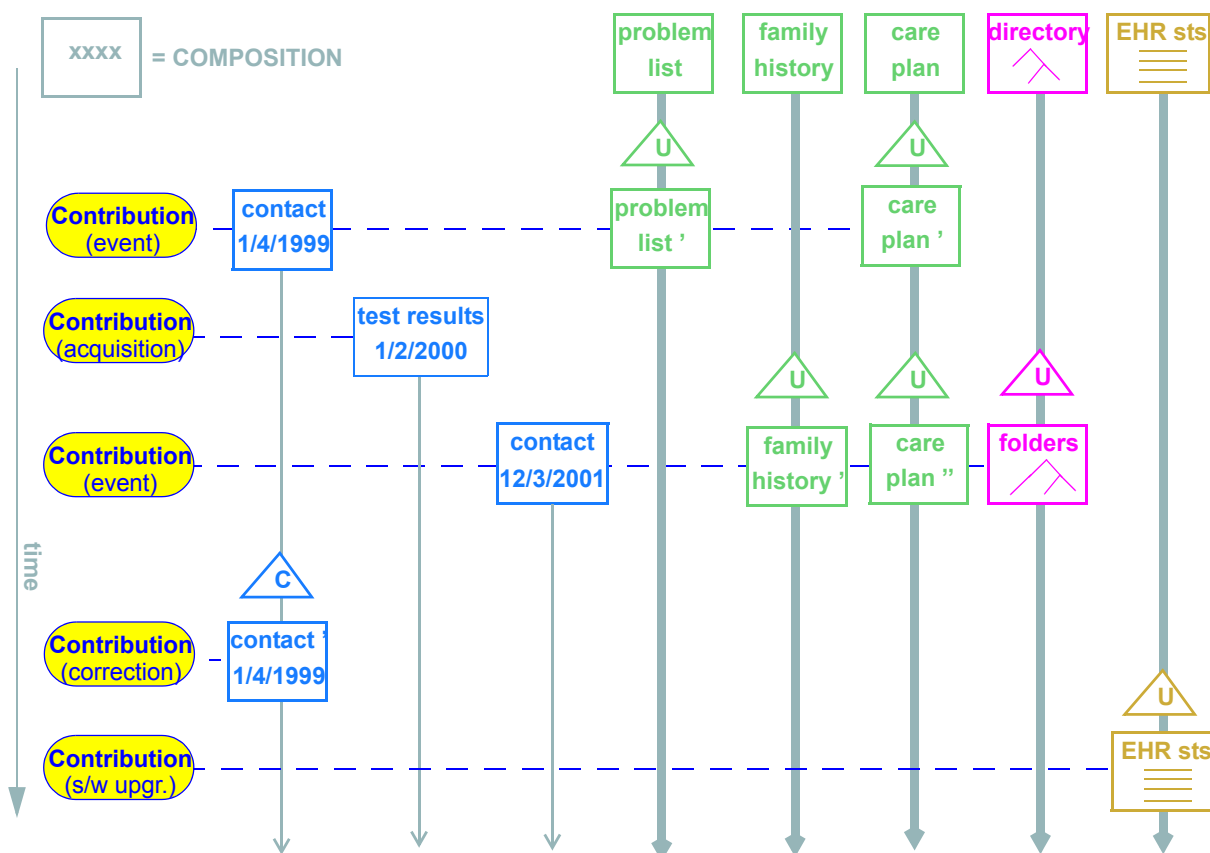 xxxx
= COMPOSITION
problem
list
family
history
care
plan
directory
EHR sts
U
U
Contribution
(event)
contact
1/4/1999
problem
list ’
care
plan ’
Contribution
(acquisition)
test results
1/2/2000
U
U
U
Contribution
(event)
contact
12/3/2001
family
history ’
care
plan ”
folders
time
C
Contribution
(correction)
contact ’
1/4/1999
U
Contribution
(s/w upgr.)
EHR sts